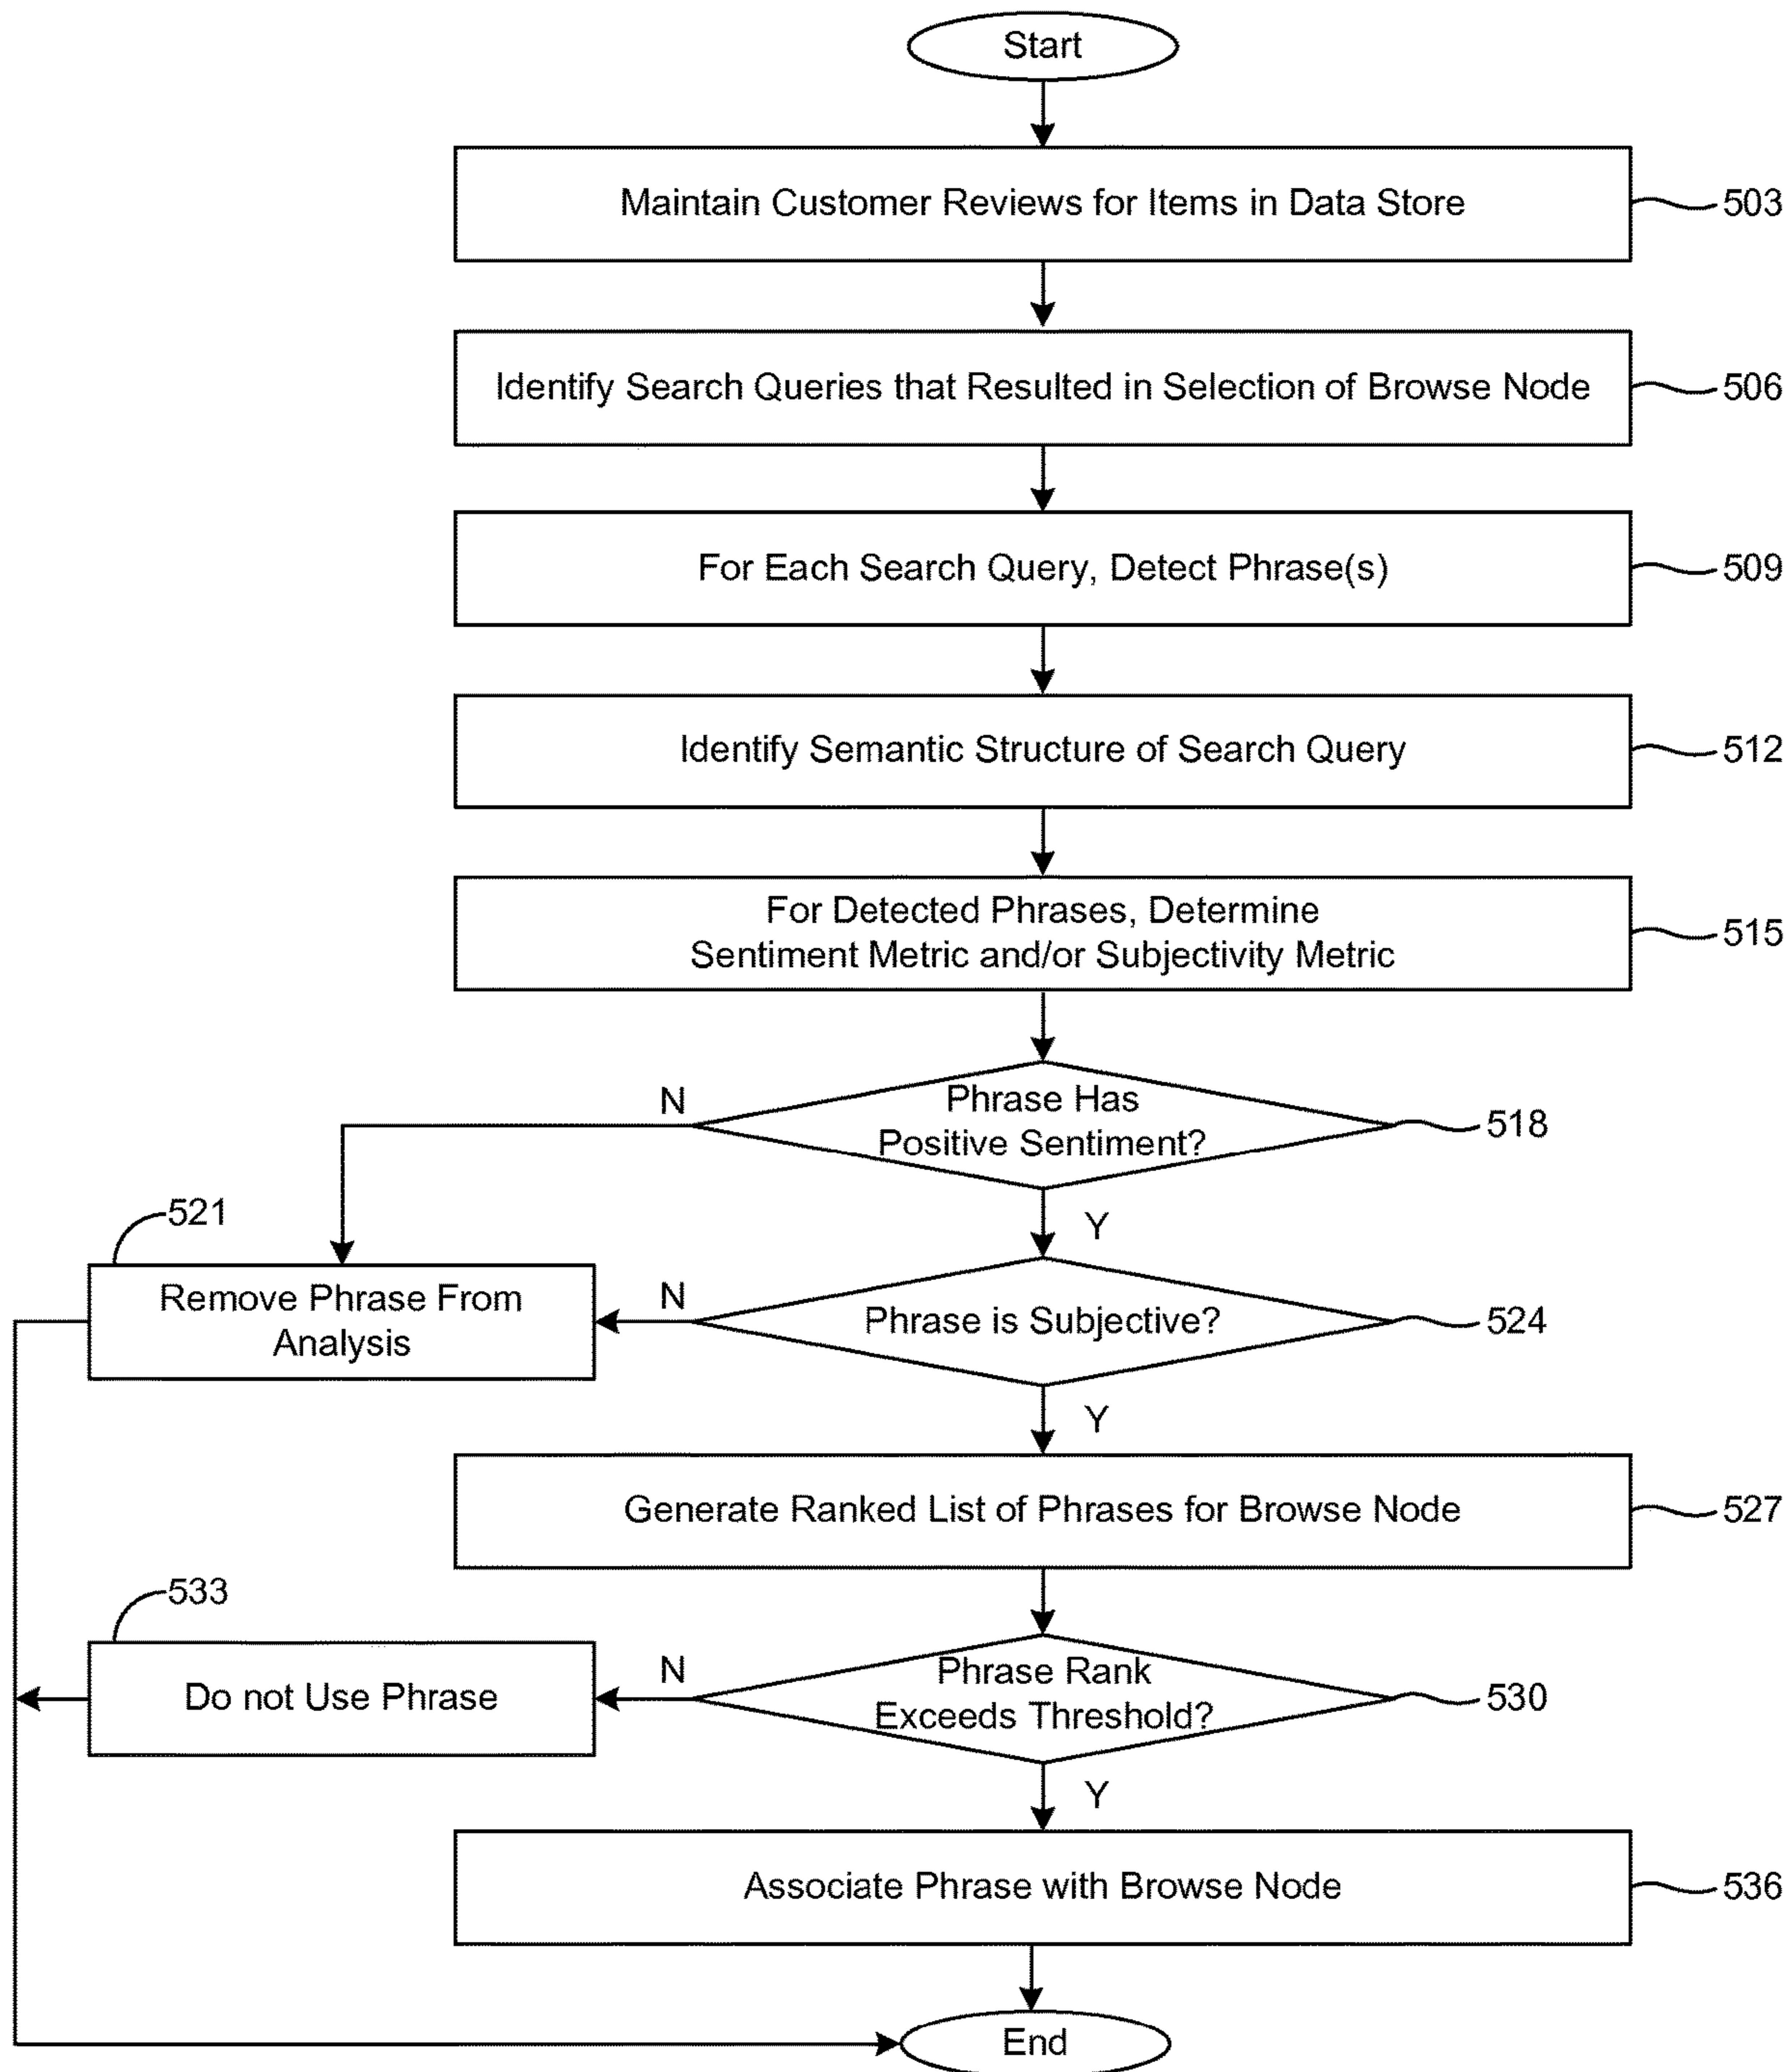 Start
Maintain Customer Reviews for Items in Data Store
503
Identify Search Queries that Resulted in Selection of Browse Node
506
For Each Search Query, Detect Phrase(s)
509
Identify Semantic Structure of Search Query
512
For Detected Phrases, Determine
Sentiment Metric and/or Subjectivity Metric
515
N
Phrase Has
Positive Sentiment?
518
Y
521
Remove Phrase From
Analysis
N
Phrase is Subjective?
524
Y
Generate Ranked List of Phrases for Browse Node
527
533
Do not Use Phrase
N
Phrase Rank
Exceeds Threshold?
530
Y
Associate Phrase with Browse Node
536
End